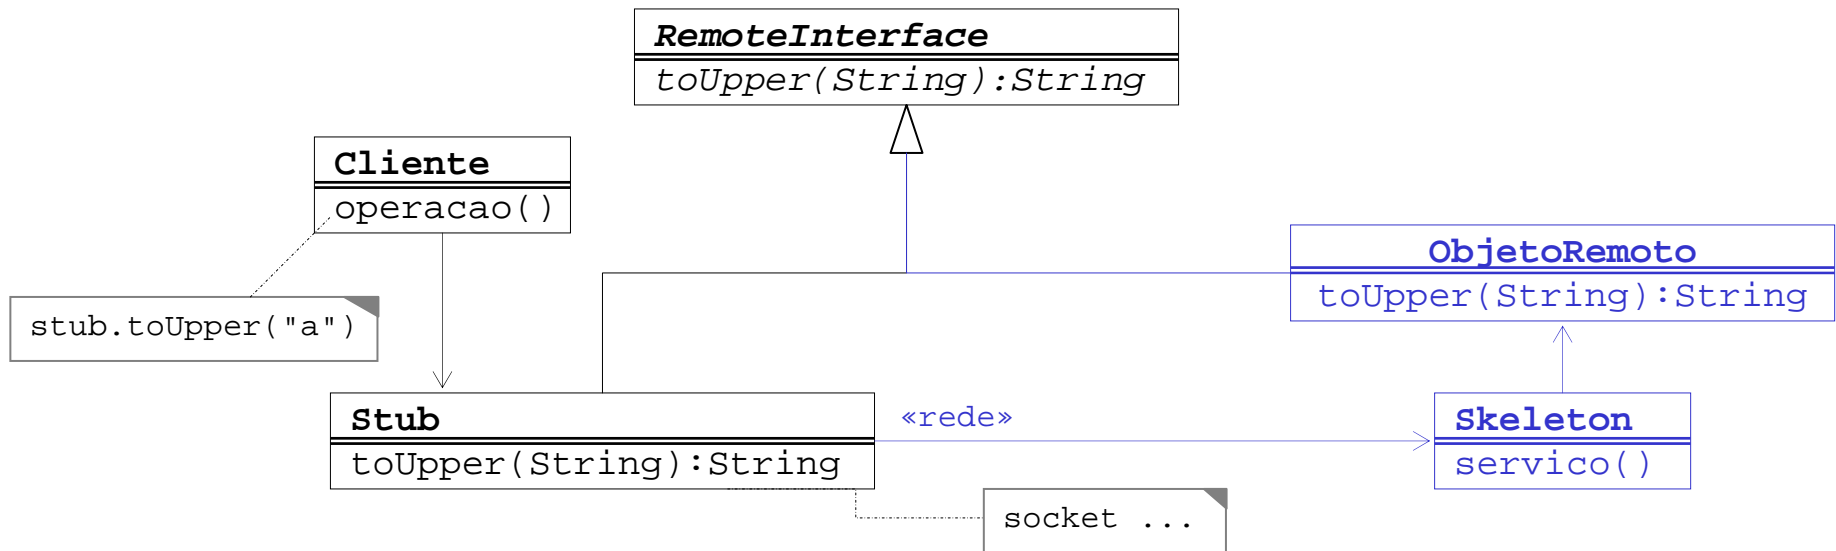 RemoteInterface
toUpper(String):String
Cliente
operacao()
stub.toUpper("a")
ObjetoRemoto
toUpper(String):String
Stub
toUpper(String):String
«rede»
Skeleton
servico()
socket ...